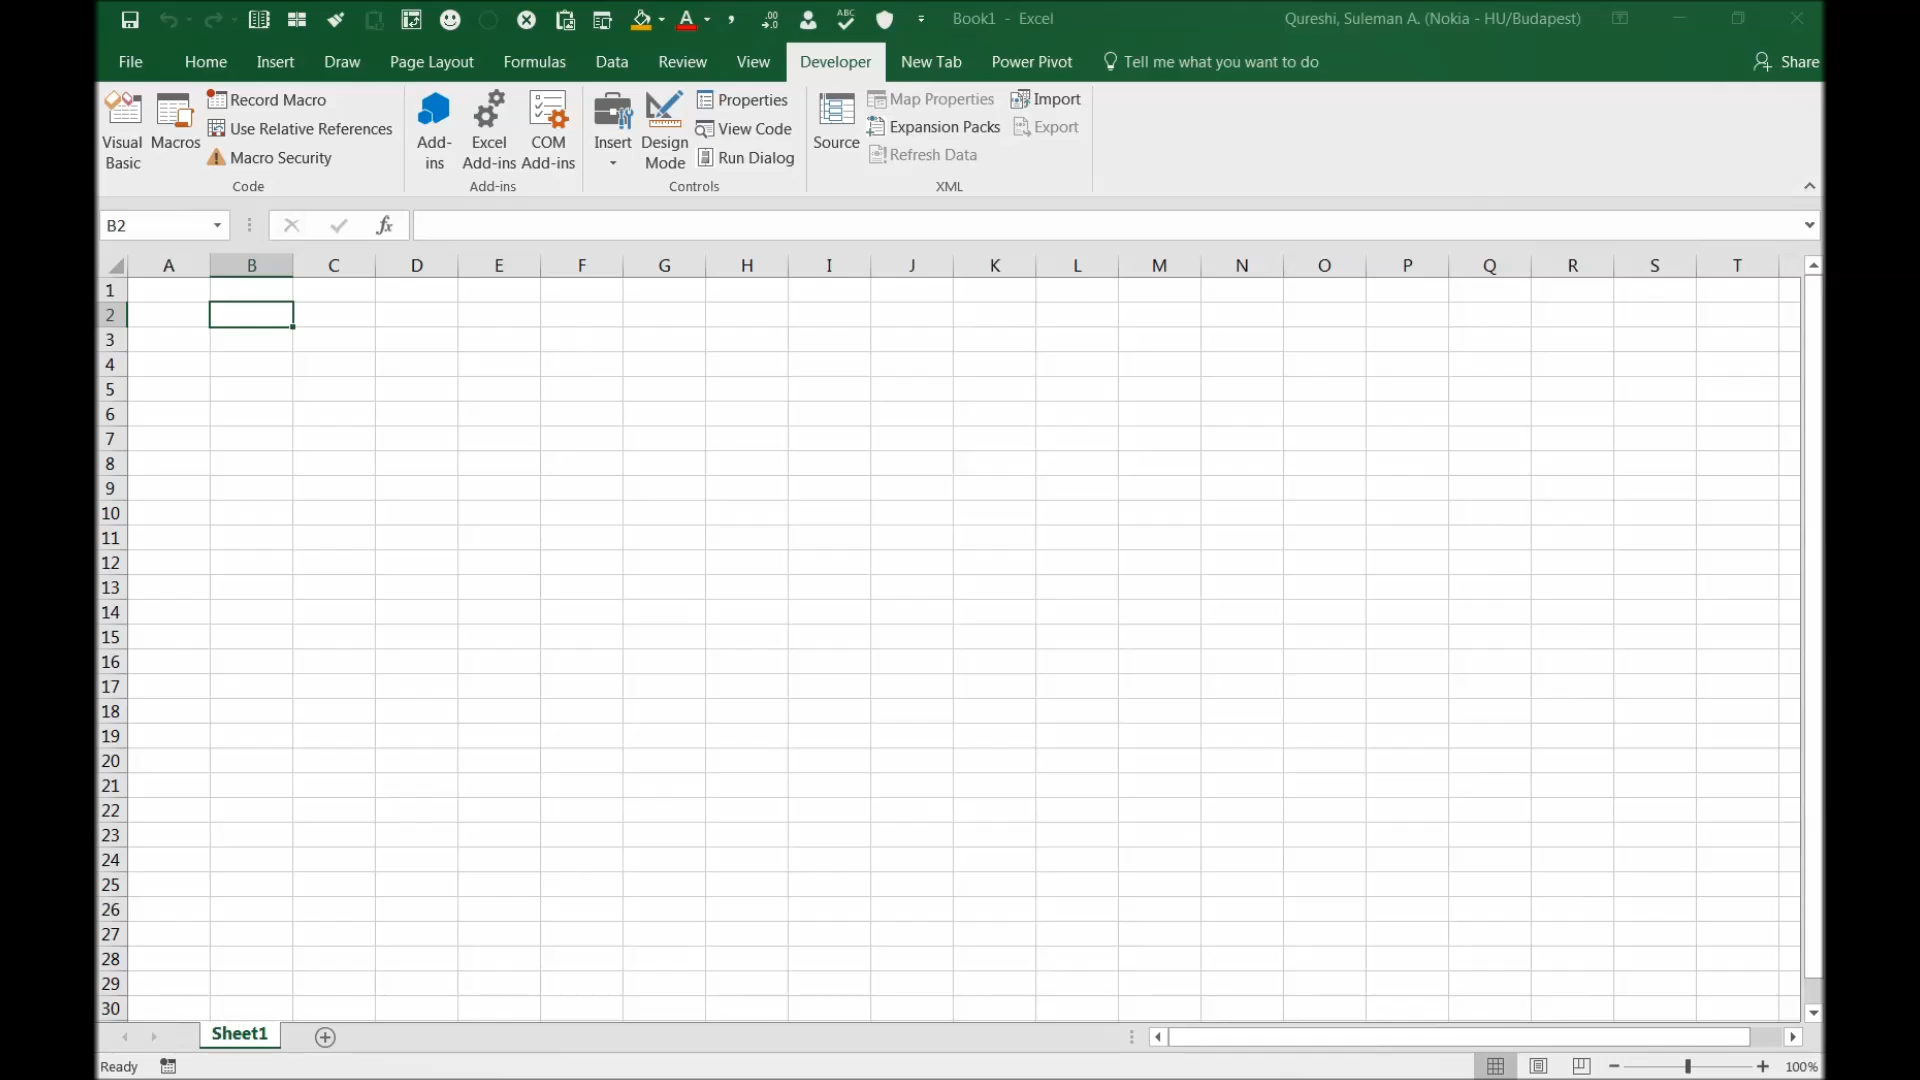 Book1 - Excel
Qureshi, Suleman A. (Nokia - HU/Budapest)
File Home Insert Draw Page Layout Formulas Data Review View Developer New Tab Power Pivot Tell me what you want to do Share
Visual Basic
Macros
Record Macro
Use Relative References
Macro Security
Code
Add-ins
Excel Add-ins
COM Add-ins
Add-ins
Insert
Design Mode
Properties
View Code
Run Dialog
Controls
Source
Map Properties
Expansion Packs
Refresh Data
Import
Export
XML
B2
fx
A B C D E F G H I J K L M N O P Q R S T
1
2
3
4
5
6
7
8
9
10
11
12
13
14
15
16
17
18
19
20
21
22
23
24
25
26
27
28
29
30
Sheet1
Ready
100%